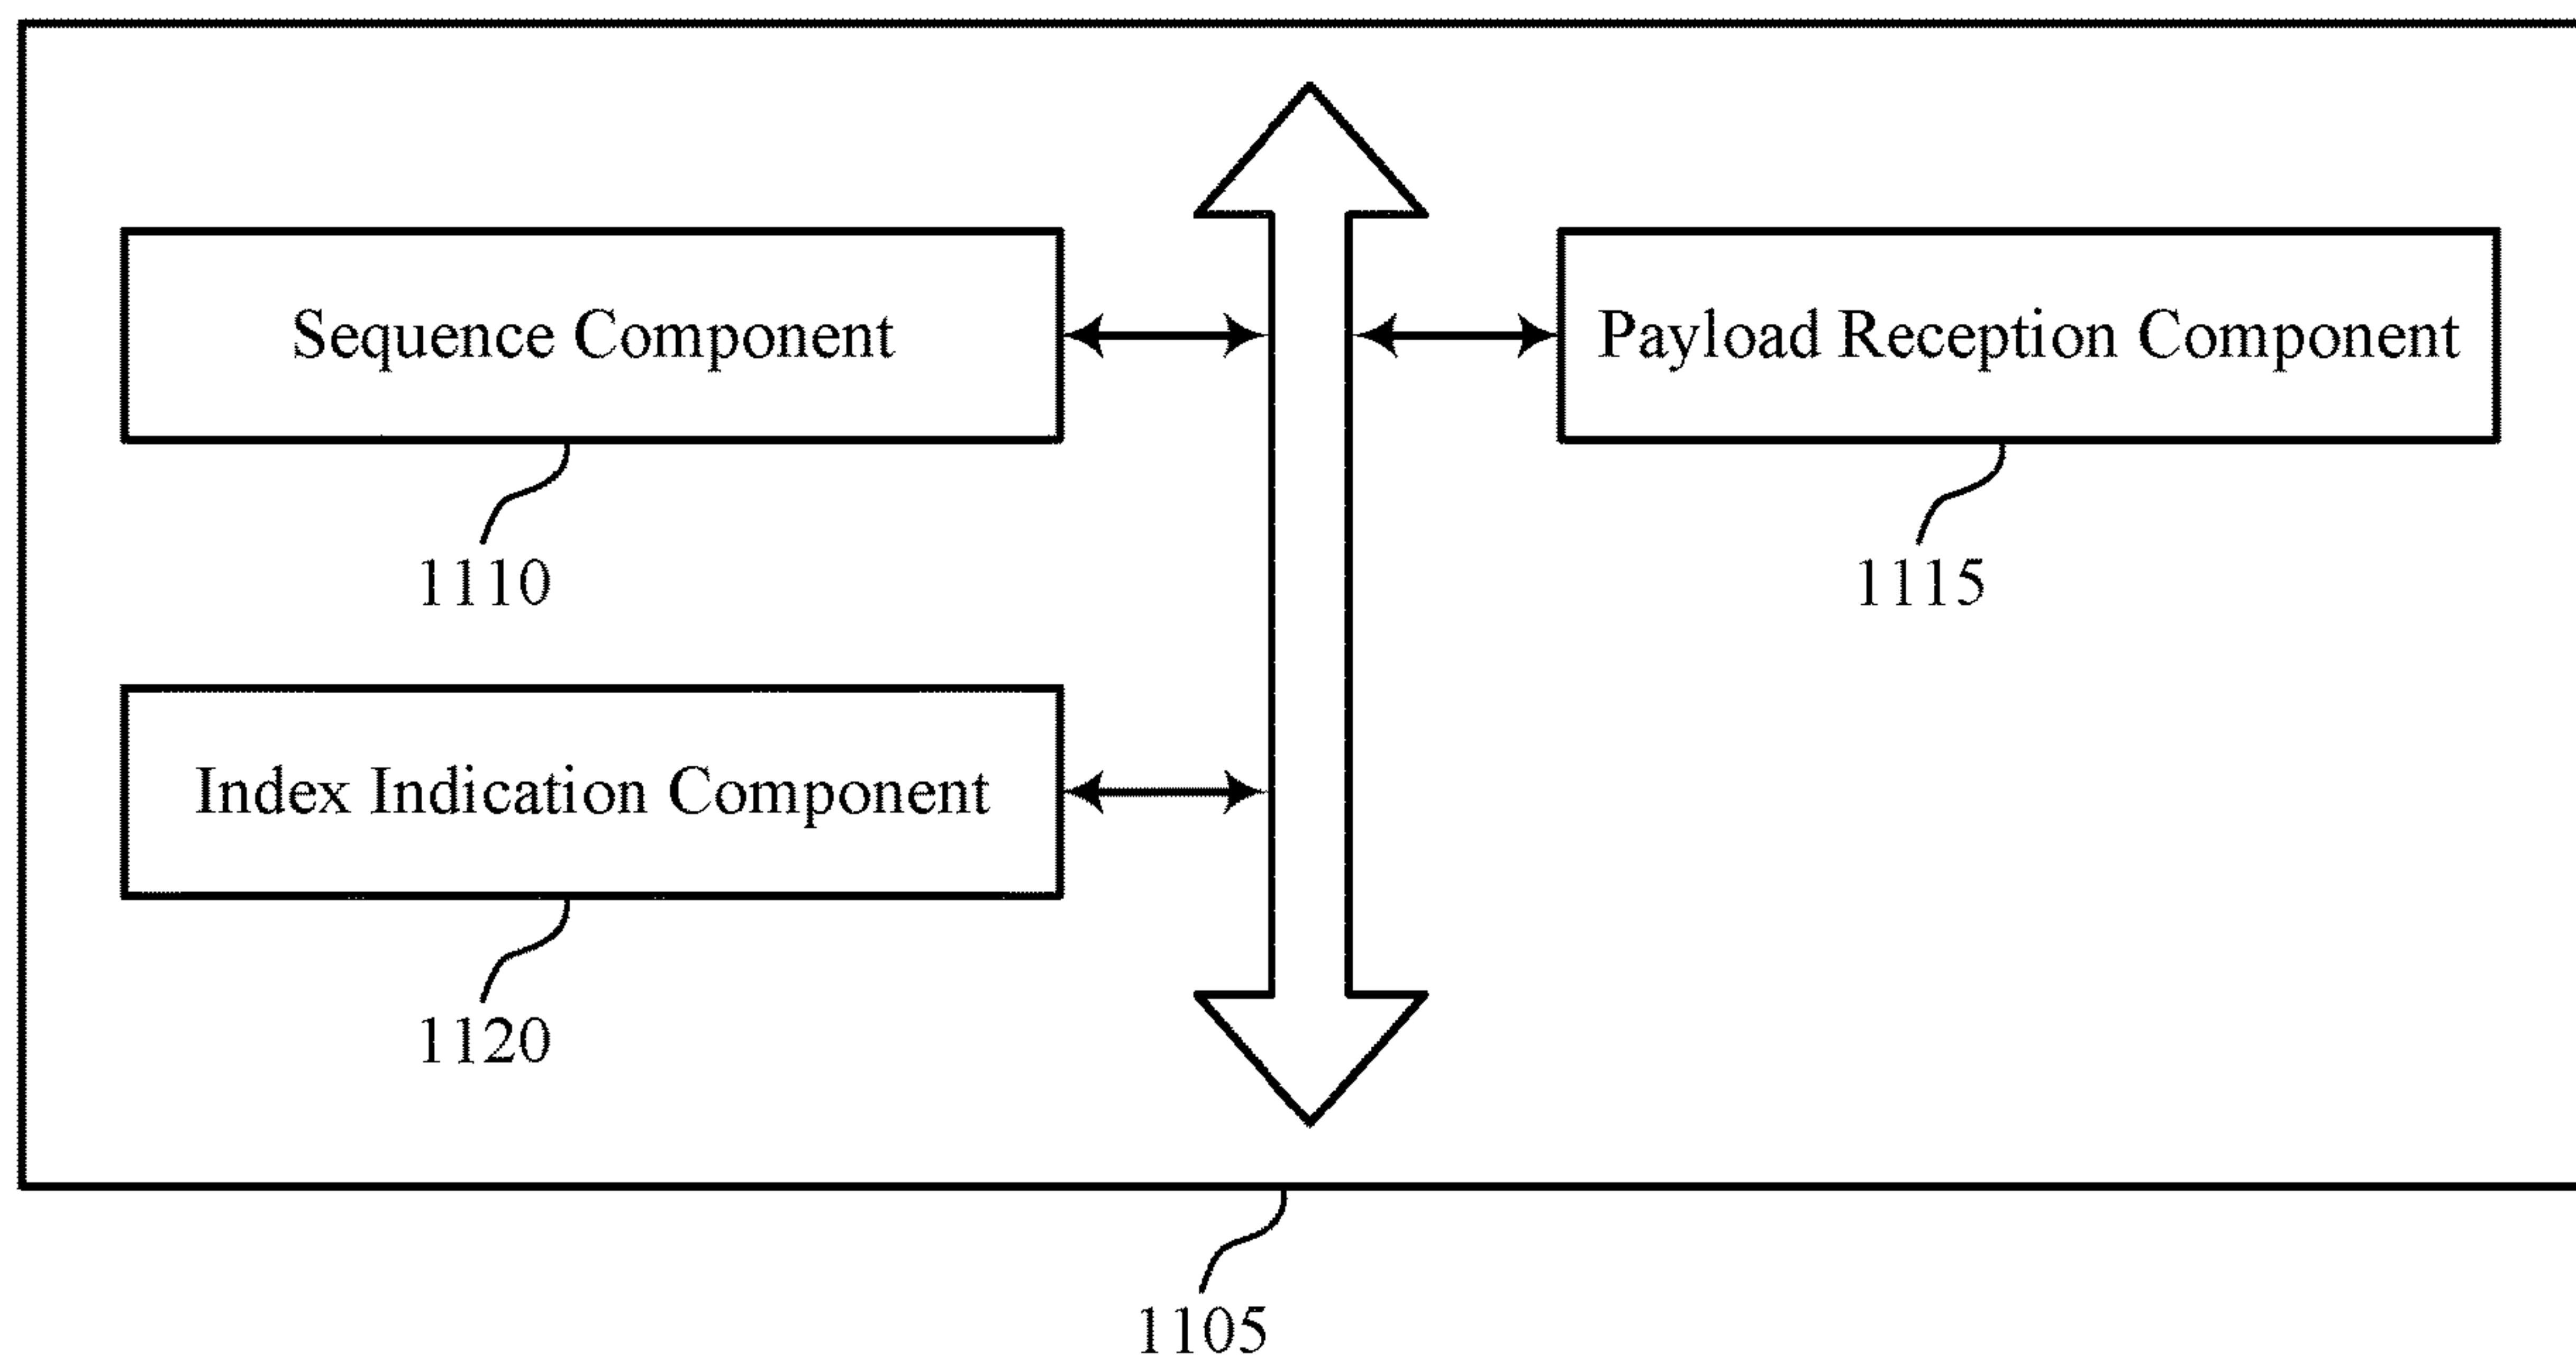 Sequence Component
Payload Reception Component
1110
1115
Index Indication Component
1120
1105